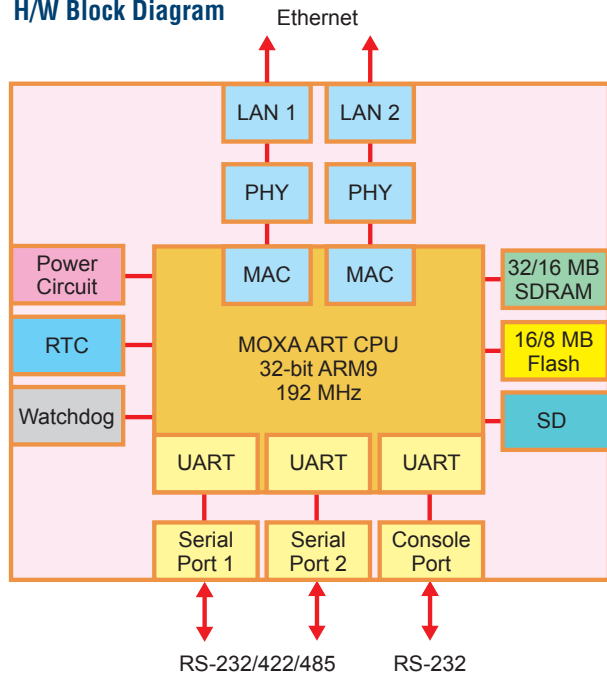 H/W Block Diagram
Ethernet
LAN 1
LAN 2
PHY
PHY
Power
Circuit
MAC
MAC
32/16 MB
SDRAM
RTC
MOXA ART CPU
32-bit ARM9
192 MHz
16/8 MB
Flash
Watchdog
SD
UART
UART
UART
Serial
Port 1
Serial
Port 2
Console
Port
RS-232/422/485
RS-232